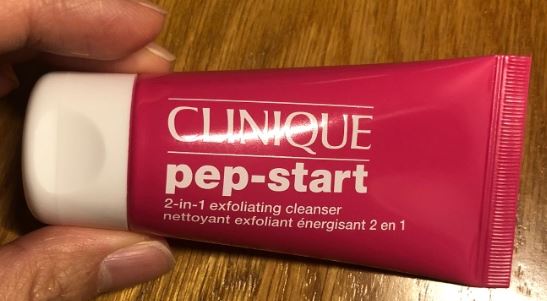 CLINIQUE
pep-start
2-in-1 exfoliating cleanser
nettoyant exfoliant énergisant 2 en 1